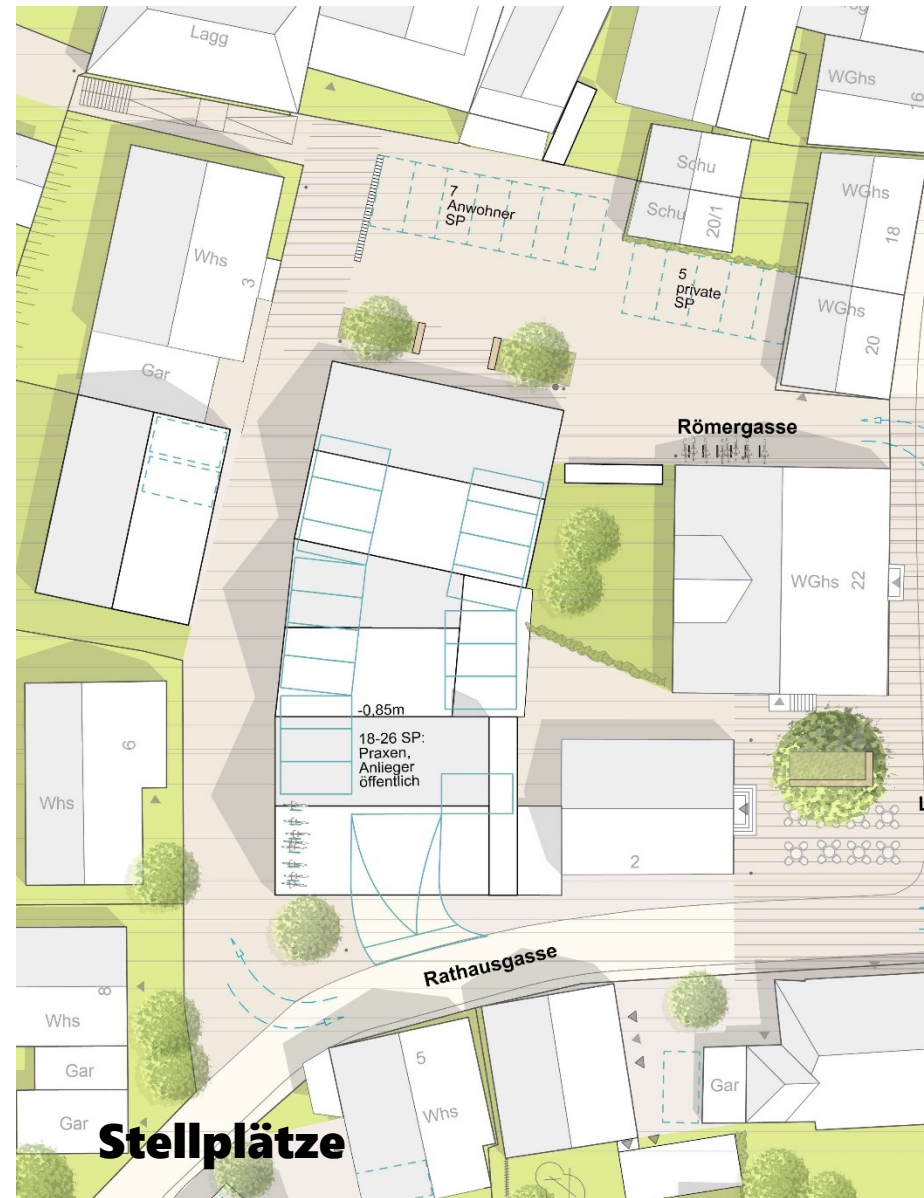 Lagg
WGhs
16
Schu
Schu
20/1
WGhs
18
7
Anwohner
SP
Whs
3
5
private
SP
WGhs
20
Gar
Römergasse
WGhs
22
-0,85m
18-26 SP:
Praxen,
Anlieger
öffentlich
6
Whs
L
2
Rathausgasse
8
Whs
5
Whs
Gar
Gar
Gar
Stellplätze